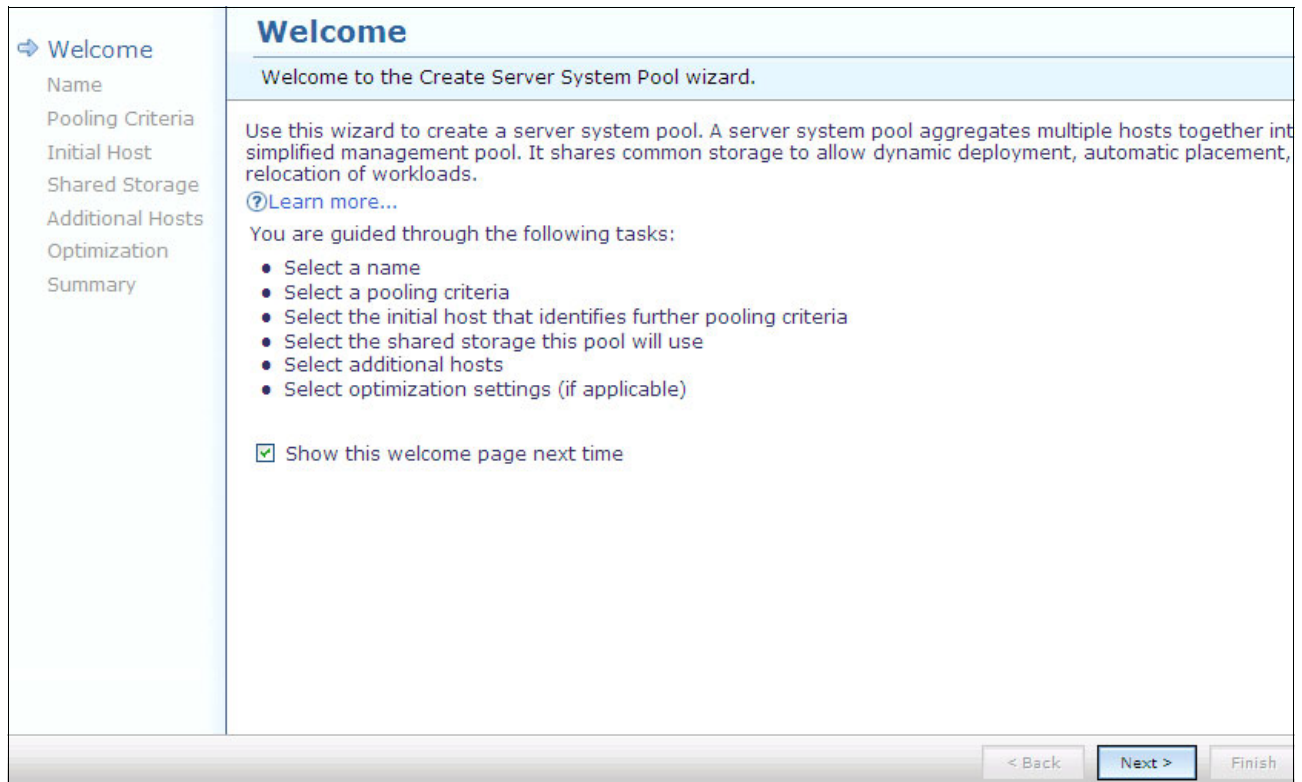 Welcome
Name
Pooling Criteria
Initial Host
Shared Storage
Additional Hosts
Optimization
Summary
Welcome
Welcome to the Create Server System Pool wizard.
Use this wizard to create a server system pool. A server system pool aggregates multiple hosts together int
simplified management pool. It shares common storage to allow dynamic deployment, automatic placement,
relocation of workloads.
?Learn more...
You are guided through the following tasks:
• Select a name
• Select a pooling criteria
• Select the initial host that identifies further pooling criteria
• Select the shared storage this pool will use
• Select additional hosts
• Select optimization settings (if applicable)
Show this welcome page next time
< Back Next > Finish